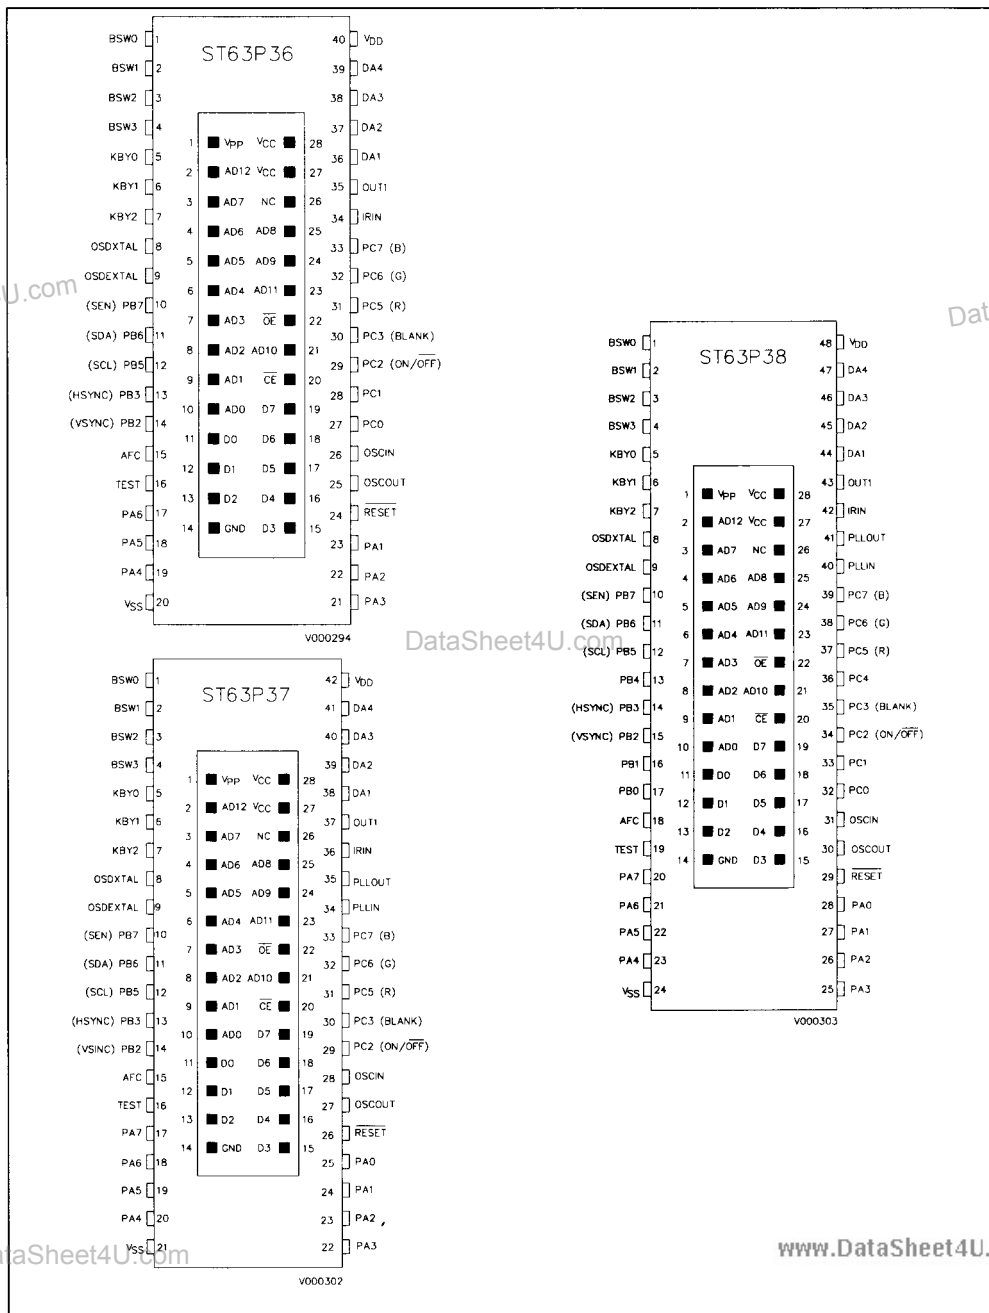 ST63P36
BSW0 1 40 VDD
BSW1 2 39 DA4
BSW2 3 38 DA3
BSW3 4 37 DA2
1 VPP VCC 28
KBY0 5 36 DA1
2 AD12 VCC 27
KBY1 6 35 OUT1
3 AD7 NC 26
KBY2 7 34 IRIN
4 AD6 AD8 25
OSDXTAL 8 33 PC7 (B)
5 AD5 AD9 24
OSDEXTAL 9 32 PC6 (G)
6 AD4 AD11 23
(SEN) PB7 10 31 PC5 (R)
7 AD3 OE 22
(SDA) PB6 11 30 PC3 (BLANK)
8 AD2 AD10 21
(SCL) PB5 12 29 PC2 (ON/OFF)
9 AD1 CE 20
(HSYNC) PB3 13 28 PC1
10 AD0 D7 19
(VSYNC) PB2 14 27 PC0
11 D0 D6 18
AFC 15 26 OSCIN
12 D1 D5 17
TEST 16 25 OSCOUT
13 D2 D4 16
PA6 17 24 RESET
14 GND D3 15
PA5 18 23 PA1
PA4 19 22 PA2
VSS 20 21 PA3
V000294
ST63P37
BSW0 1 42 VDD
BSW1 2 41 DA4
BSW2 3 40 DA3
BSW3 4 39 DA2
1 VPP VCC 28
KBY0 5 38 DA1
2 AD12 VCC 27
KBY1 6 37 OUT1
3 AD7 NC 26
KBY2 7 36 IRIN
4 AD6 AD8 25
OSDXTAL 8 35 PLLOUT
5 AD5 AD9 24
OSDEXTAL 9 34 PLLIN
6 AD4 AD11 23
(SEN) PB7 10 33 PC7 (B)
7 AD3 OE 22
(SDA) PB6 11 32 PC6 (G)
8 AD2 AD10 21
(SCL) PB5 12 31 PC5 (R)
9 AD1 CE 20
(HSYNC) PB3 13 30 PC3 (BLANK)
10 AD0 D7 19
(VSINC) PB2 14 29 PC2 (ON/OFF)
11 D0 D6 18
AFC 15 28 OSCIN
12 D1 D5 17
TEST 16 27 OSCOUT
13 D2 D4 16
PA7 17 26 RESET
14 GND D3 15
PA6 18 25 PA0
PA5 19 24 PA1
PA4 20 23 PA2 ,
VSS 21 22 PA3
V000302
ST63P38
BSW0 1 48 VDD
BSW1 2 47 DA4
BSW2 3 46 DA3
BSW3 4 45 DA2
KBY0 5 44 DA1
KBY1 6 43 OUT1
1 VPP VCC 28
KBY2 7 42 IRIN
2 AD12 VCC 27
OSDXTAL 8 41 PLLOUT
3 AD7 NC 26
OSDEXTAL 9 40 PLLIN
4 AD6 AD8 25
(SEN) PB7 10 39 PC7 (B)
5 AD5 AD9 24
(SDA) PB6 11 38 PC6 (G)
6 AD4 AD11 23
(SCL) PB5 12 37 PC5 (R)
7 AD3 OE 22
PB4 13 36 PC4
8 AD2 AD10 21
(HSYNC) PB3 14 35 PC3 (BLANK)
9 AD1 CE 20
(VSYNC) PB2 15 34 PC2 (ON/OFF)
10 AD0 D7 19
PB1 16 33 PC1
11 D0 D6 18
PB0 17 32 PC0
12 D1 D5 17
AFC 18 31 OSCIN
13 D2 D4 16
TEST 19 30 OSCOUT
14 GND D3 15
PA7 20 29 RESET
PA6 21 28 PA0
PA5 22 27 PA1
PA4 23 26 PA2
VSS 24 25 PA3
V000303
U.com
Dat
DataSheet4U.com
taSheet4U.com
www.DataSheet4U.